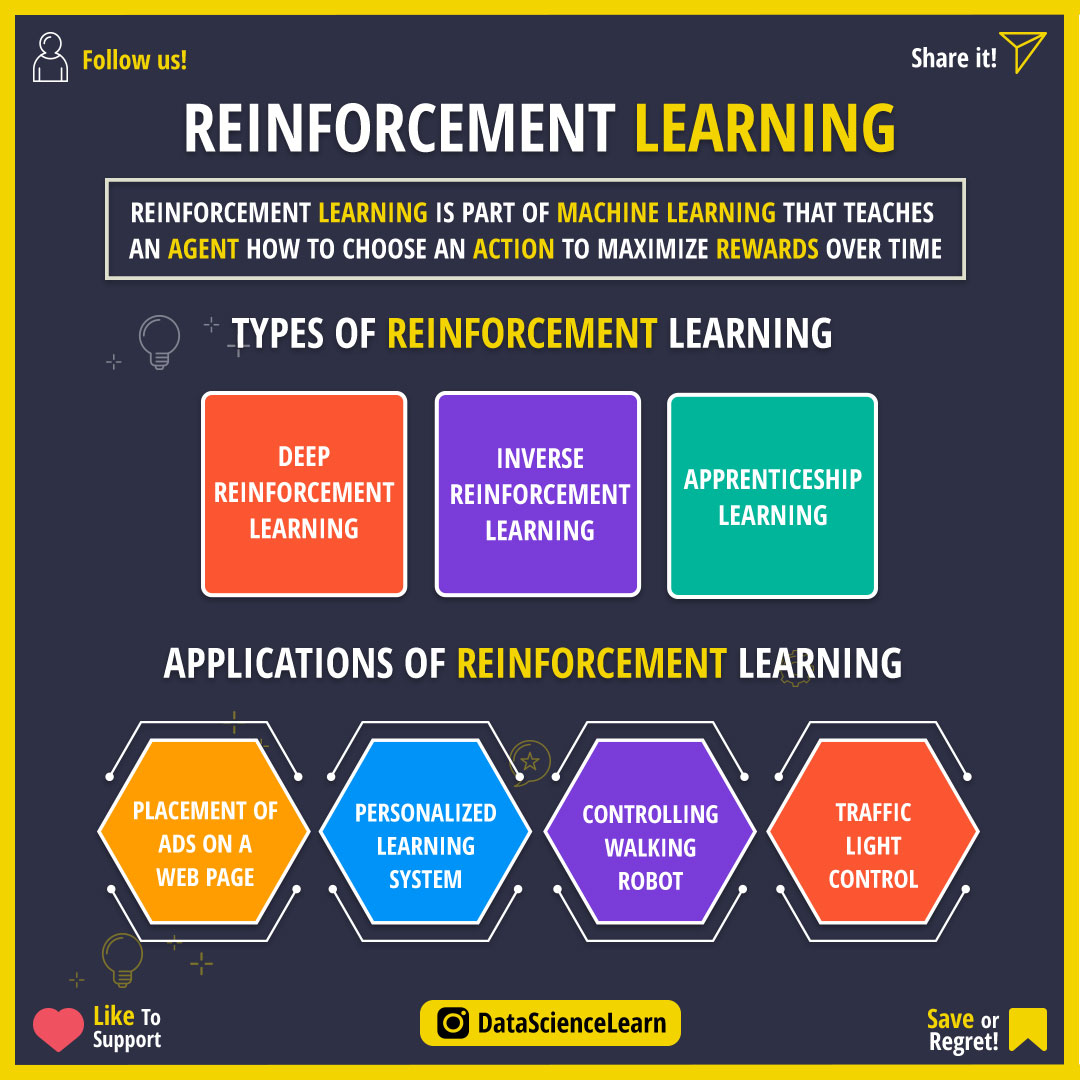 Follow us!
Share it!
REINFORCEMENT LEARNING
REINFORCEMENT LEARNING IS PART OF MACHINE LEARNING THAT TEACHES
AN AGENT HOW TO CHOOSE AN ACTION TO MAXIMIZE REWARDS OVER TIME
TYPES OF REINFORCEMENT LEARNING
DEEP
REINFORCEMENT
LEARNING
INVERSE
REINFORCEMENT
LEARNING
APPRENTICESHIP
LEARNING
APPLICATIONS OF REINFORCEMENT LEARNING
PLACEMENT OF
ADS ON A
WEB PAGE
PERSONALIZED
LEARNING
SYSTEM
CONTROLLING
WALKING
ROBOT
TRAFFIC
LIGHT
CONTROL
Like To
Support
DataScienceLearn
Save or
Regret!